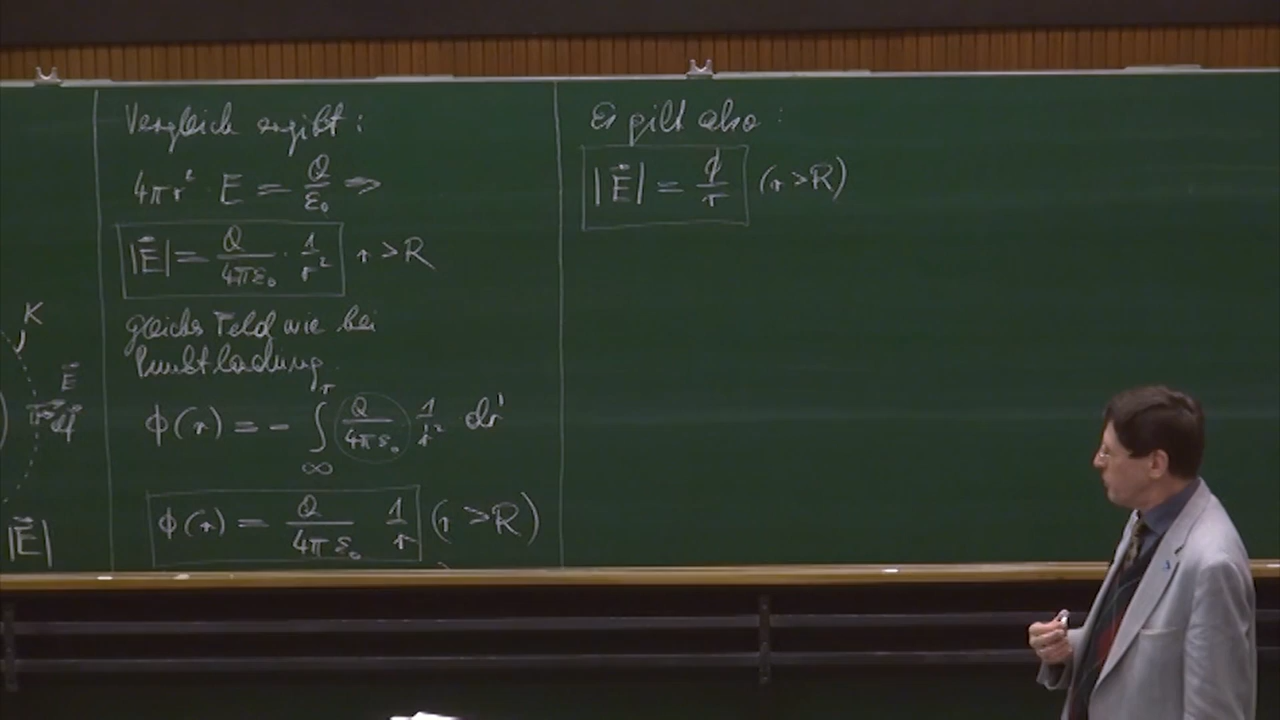 K
E⃗
df⃗
|E⃗|
Vergleich ergibt:
4πr² · E = Q/ε₀ ⇒
|E⃗| = Q/4πε₀ · 1/r² r > R
gleiches Feld wie bei
Punktladung
ϕ(r) = - ∫_∞^r Q/4πε₀ 1/r'² dr'
ϕ(r) = Q/4πε₀ 1/r (r > R)
Es gilt also:
|E⃗| = ϕ/r (r > R)